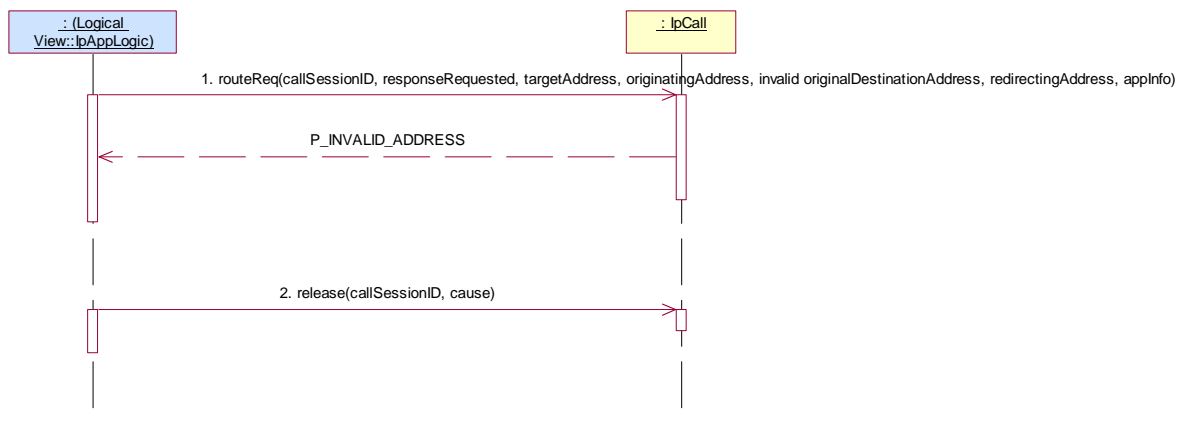 : (Logical
View::IpAppLogic)
: IpCall
1. routeReq(callSessionID, responseRequested, targetAddress, originatingAddress, invalid originalDestinationAddress, redirectingAddress, appInfo)
P_INVALID_ADDRESS
2. release(callSessionID, cause)